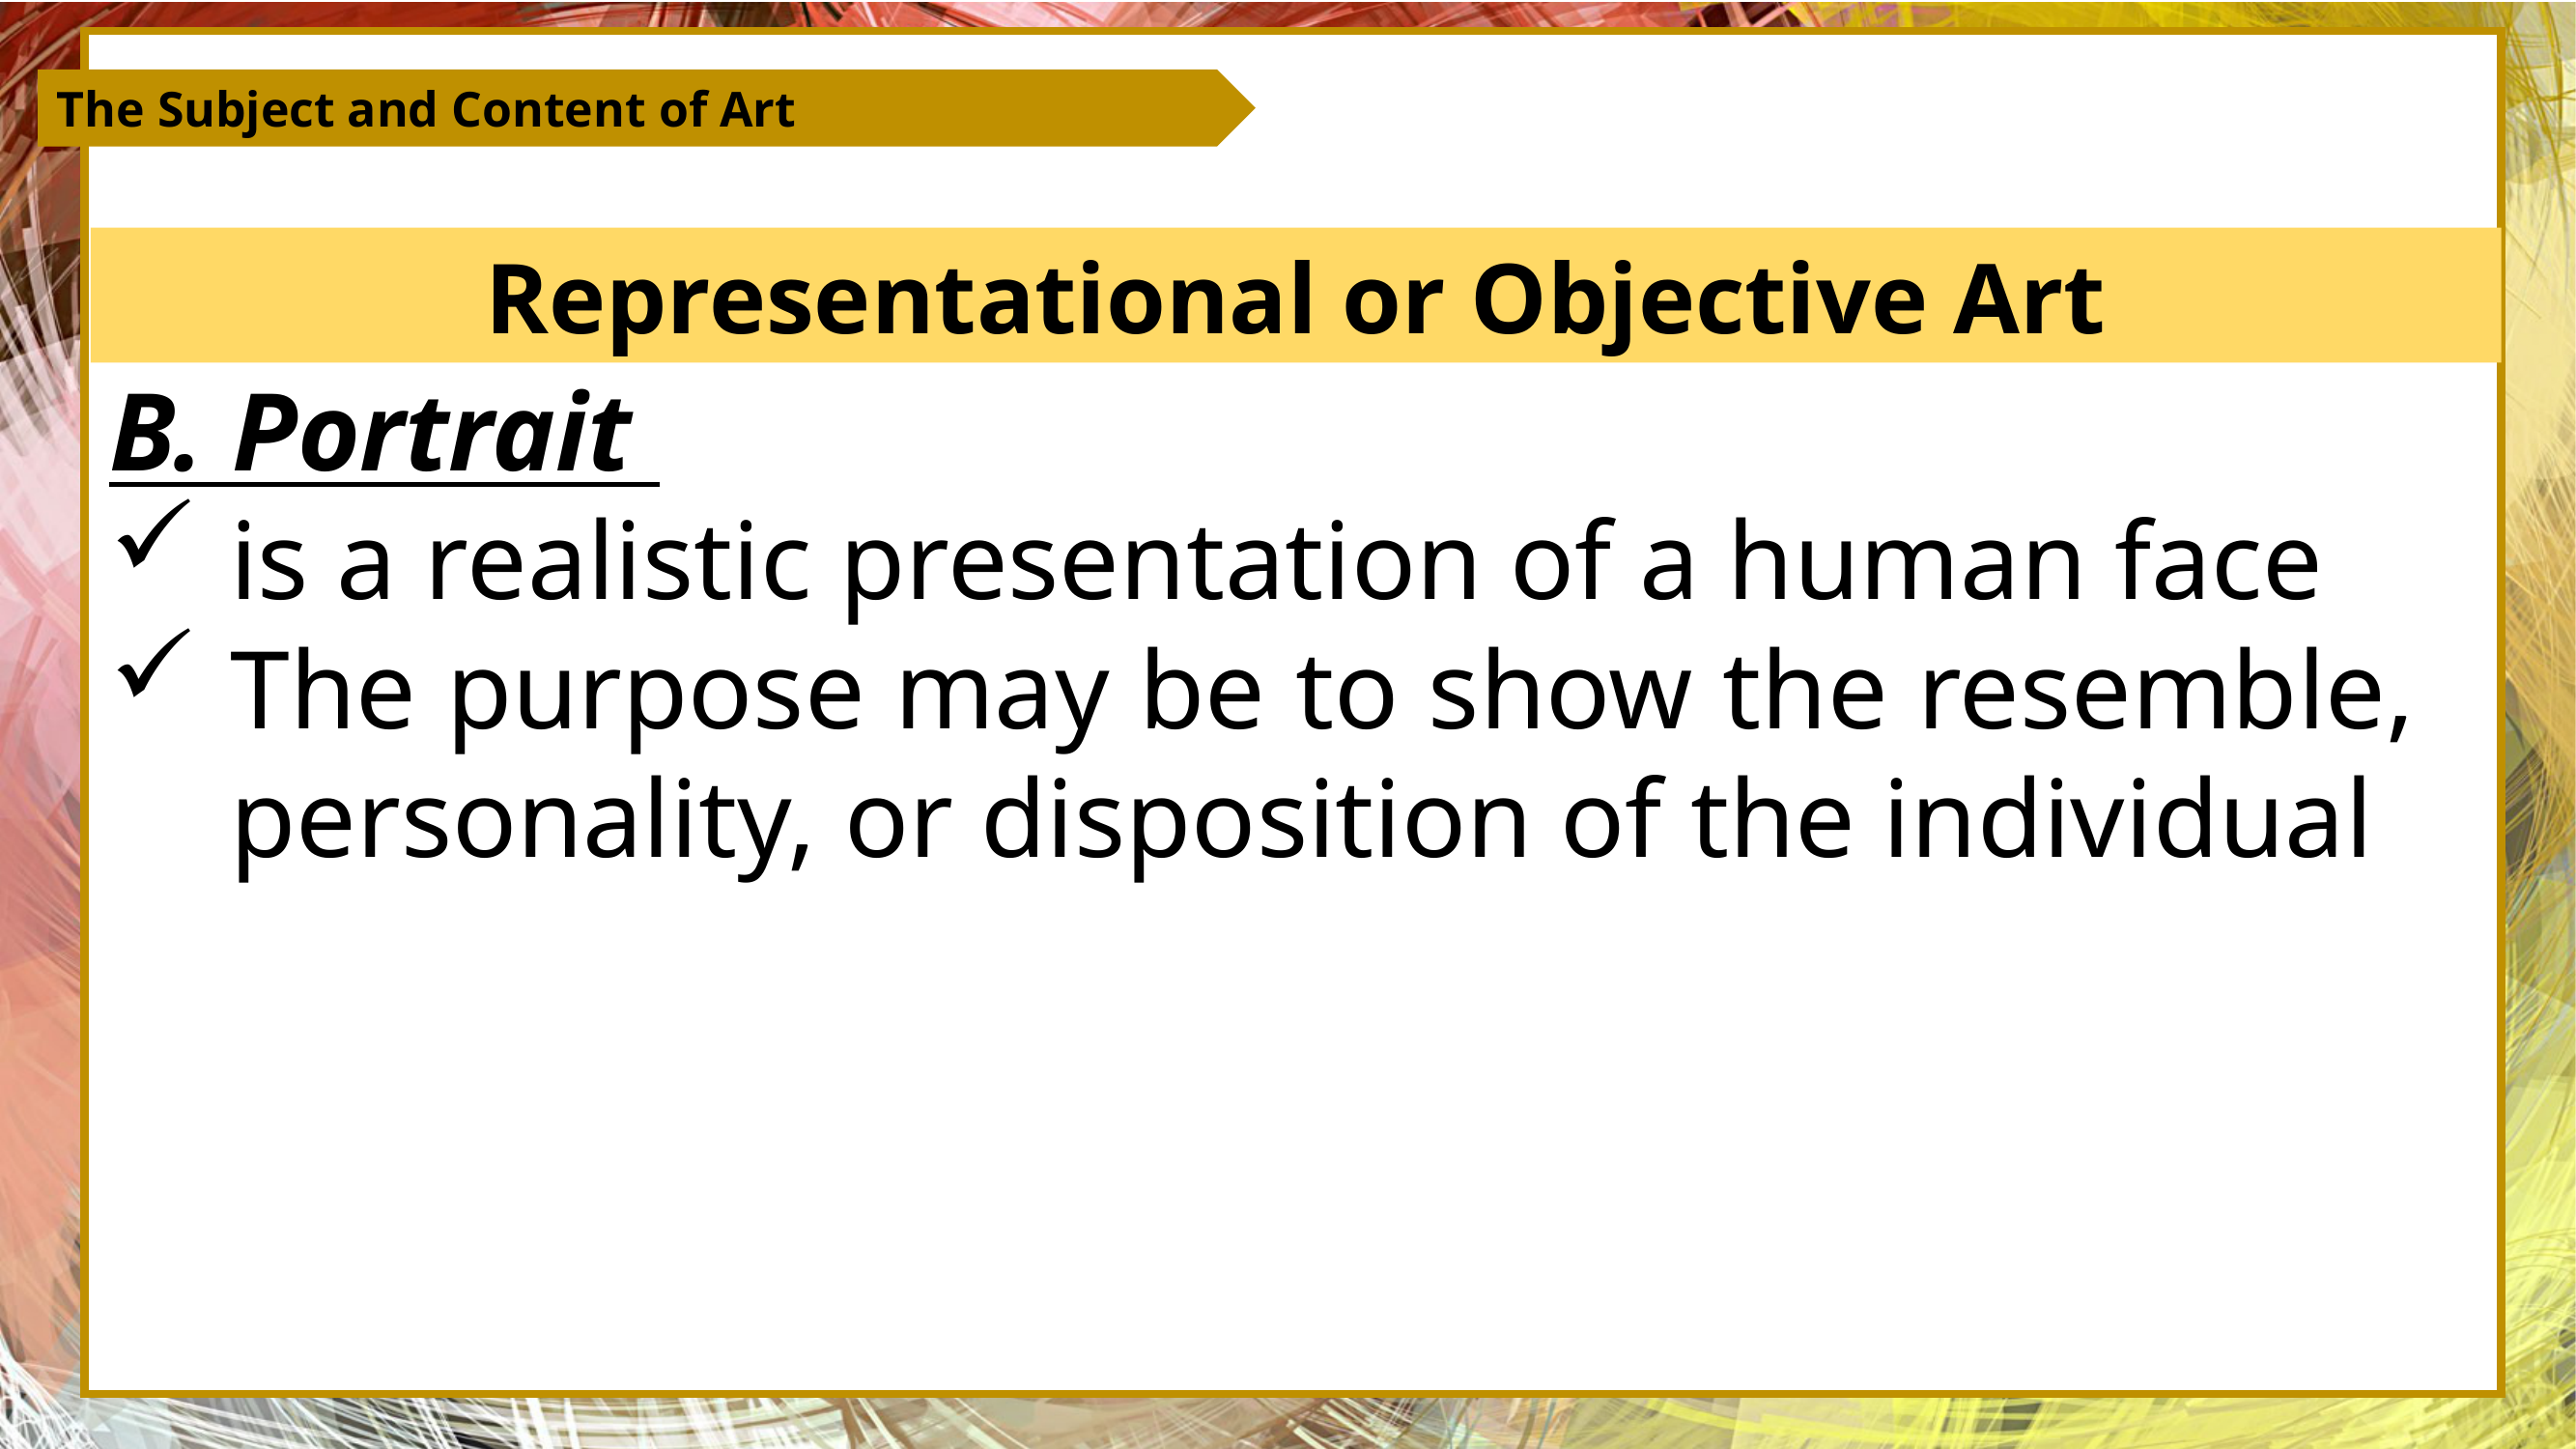 The Subject and Content of Art
Representational or Objective Art
B. Portrait
✓ is a realistic presentation of a human face
✓ The purpose may be to show the resemble,
personality, or disposition of the individual